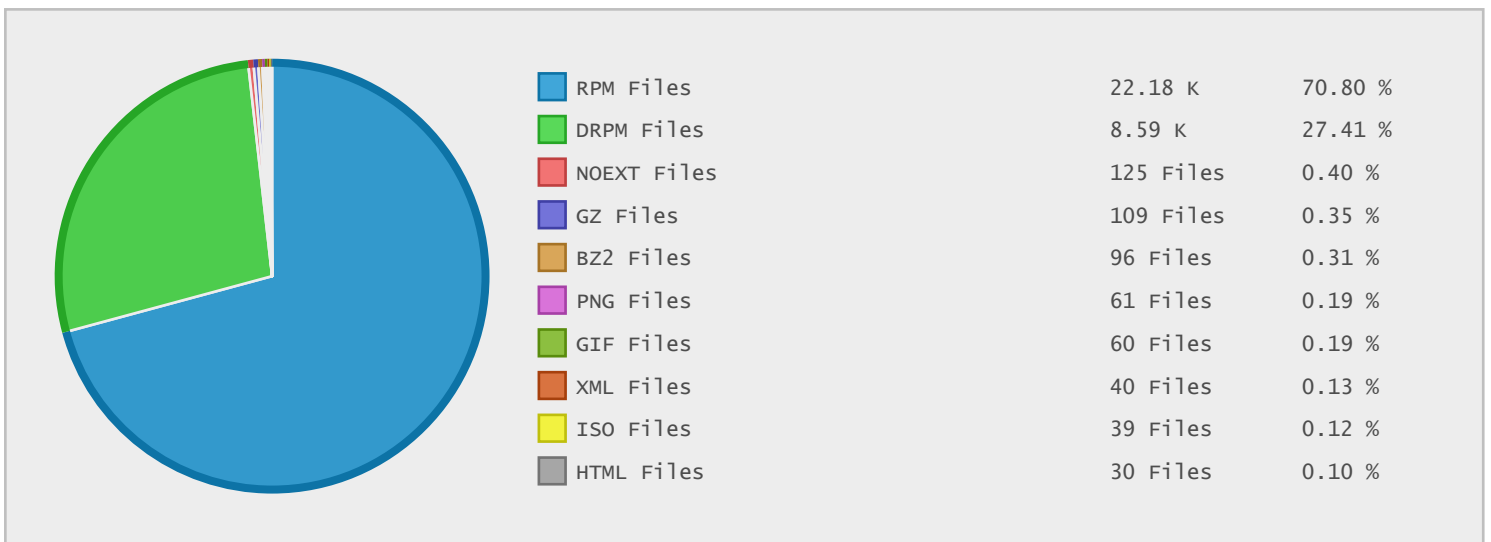 RPM Files 22.18 K 70.80 %
DRPM Files 8.59 K 27.41 %
NOEXT Files 125 Files 0.40 %
GZ Files 109 Files 0.35 %
BZ2 Files 96 Files 0.31 %
PNG Files 61 Files 0.19 %
GIF Files 60 Files 0.19 %
XML Files 40 Files 0.13 %
ISO Files 39 Files 0.12 %
HTML Files 30 Files 0.10 %